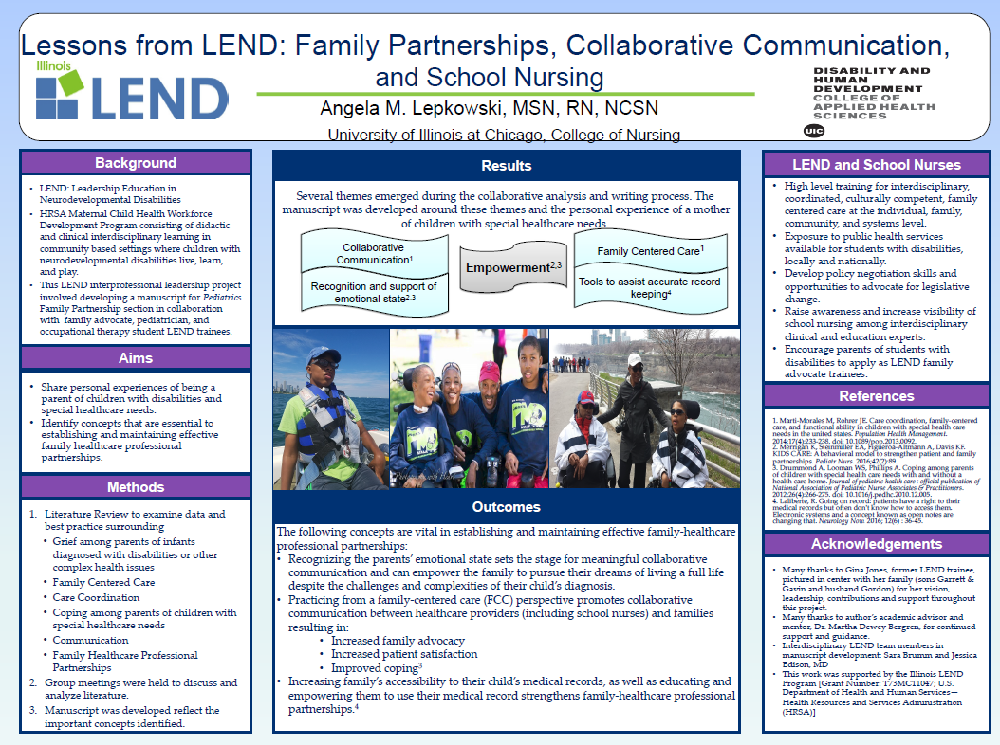 Lessons from LEND: Family Partnerships, Collaborative Communication,
and School Nursing
Illinois
LEND
Angela M. Lepkowski, MSN, RN, NCSN
University of Illinois at Chicago, College of Nursing
DISABILITY AND
HUMAN
DEVELOPMENT
COLLEGE OF
APPLIED HEALTH
SCIENCES
UIC
Background
• LEND: Leadership Education in
Neurodevelopmental Disabilities
• HRSA Maternal Child Health Workforce
Development Program consisting of didactic
and clinical interdisciplinary learning in
community based settings where children with
neurodevelopmental disabilities live, learn,
and play.
• This LEND interprofessional leadership project
involved developing a manuscript for Pediatrics
Family Partnership section in collaboration
with family advocate, pediatrician, and
occupational therapy student LEND trainees.
Aims
• Share personal experiences of being a
parent of children with disabilities and
special healthcare needs.
• Identify concepts that are essential to
establishing and maintaining effective
family healthcare professional
partnerships.
Methods
1. Literature Review to examine data and
best practice surrounding
• Grief among parents of infants
diagnosed with disabilities or other
complex health issues
• Family Centered Care
• Care Coordination
• Coping among parents of children with
special healthcare needs
• Communication
• Family Healthcare Professional
Partnerships
2. Group meetings were held to discuss and
analyze literature.
3. Manuscript was developed reflect the
important concepts identified.
Results
Several themes emerged during the collaborative analysis and writing process. The
manuscript was developed around these themes and the personal experience of a mother
of children with special healthcare needs.
Collaborative
Communication¹
Recognition and support of
emotional state²,³
Empowerment²,³
Family Centered Care¹
Tools to assist accurate record
keeping⁴
Outcomes
The following concepts are vital in establishing and maintaining effective family-healthcare
professional partnerships:
• Recognizing the parents' emotional state sets the stage for meaningful collaborative
communication and can empower the family to pursue their dreams of living a full life
despite the challenges and complexities of their child's diagnosis.
• Practicing from a family-centered care (FCC) perspective promotes collaborative
communication between healthcare providers (including school nurses) and families
resulting in:
• Increased family advocacy
• Increased patient satisfaction
• Improved coping³
• Increasing family's accessibility to their child's medical records, as well as educating and
empowering them to use their medical record strengthens family-healthcare professional
partnerships.⁴
LEND and School Nurses
• High level training for interdisciplinary,
coordinated, culturally competent, family
centered care at the individual, family,
community, and systems level.
• Exposure to public health services
available for students with disabilities,
locally and nationally.
• Develop policy negotiation skills and
opportunities to advocate for legislative
change.
• Raise awareness and increase visibility of
school nursing among interdisciplinary
clinical and education experts.
• Encourage parents of students with
disabilities to apply as LEND family
advocate trainees.
References
1. Marti-Morales M, Rohrer JE. Care coordination, family-centered
care, and functional ability in children with special health care
needs in the united states. Population Health Management.
2014;17(4):233-238. doi: 10.1089/pop.2013.0092.
2. Merrigan K, Steinmiller EA, Figueroa-Altmann A, Davis KF.
KIDS CARE: A behavioral model to strengthen patient and family
partnerships. Pediatr Nurs. 2016;42(2):89.
3. Drummond A, Looman WS, Phillips A. Coping among parents
of children with special health care needs with and without a
health care home. Journal of pediatric health care : official publication of
National Association of Pediatric Nurse Associates & Practitioners.
2012;26(4):266-275. doi: 10.1016/j.pedhc.2010.12.005.
4. Laliberte, R. Going on record: patients have a right to their
medical records but often don't know how to access them.
Electronic systems and a concept known as open notes are
changing that. Neurology Now. 2016; 12(6) : 36-45.
Acknowledgements
• Many thanks to Gina Jones, former LEND trainee,
pictured in center with her family (sons Garrett &
Gavin and husband Gordon) for her vision,
leadership, contributions and support throughout
this project.
• Many thanks to author's academic advisor and
mentor, Dr. Martha Dewey Bergren, for continued
support and guidance.
• Interdisciplinary LEND team members in
manuscript development: Sara Brumm and Jessica
Edison, MD
• This work was supported by the Illinois LEND
Program [Grant Number: T73MC11047; U.S.
Department of Health and Human Services—
Health Resources and Services Administration
(HRSA)]